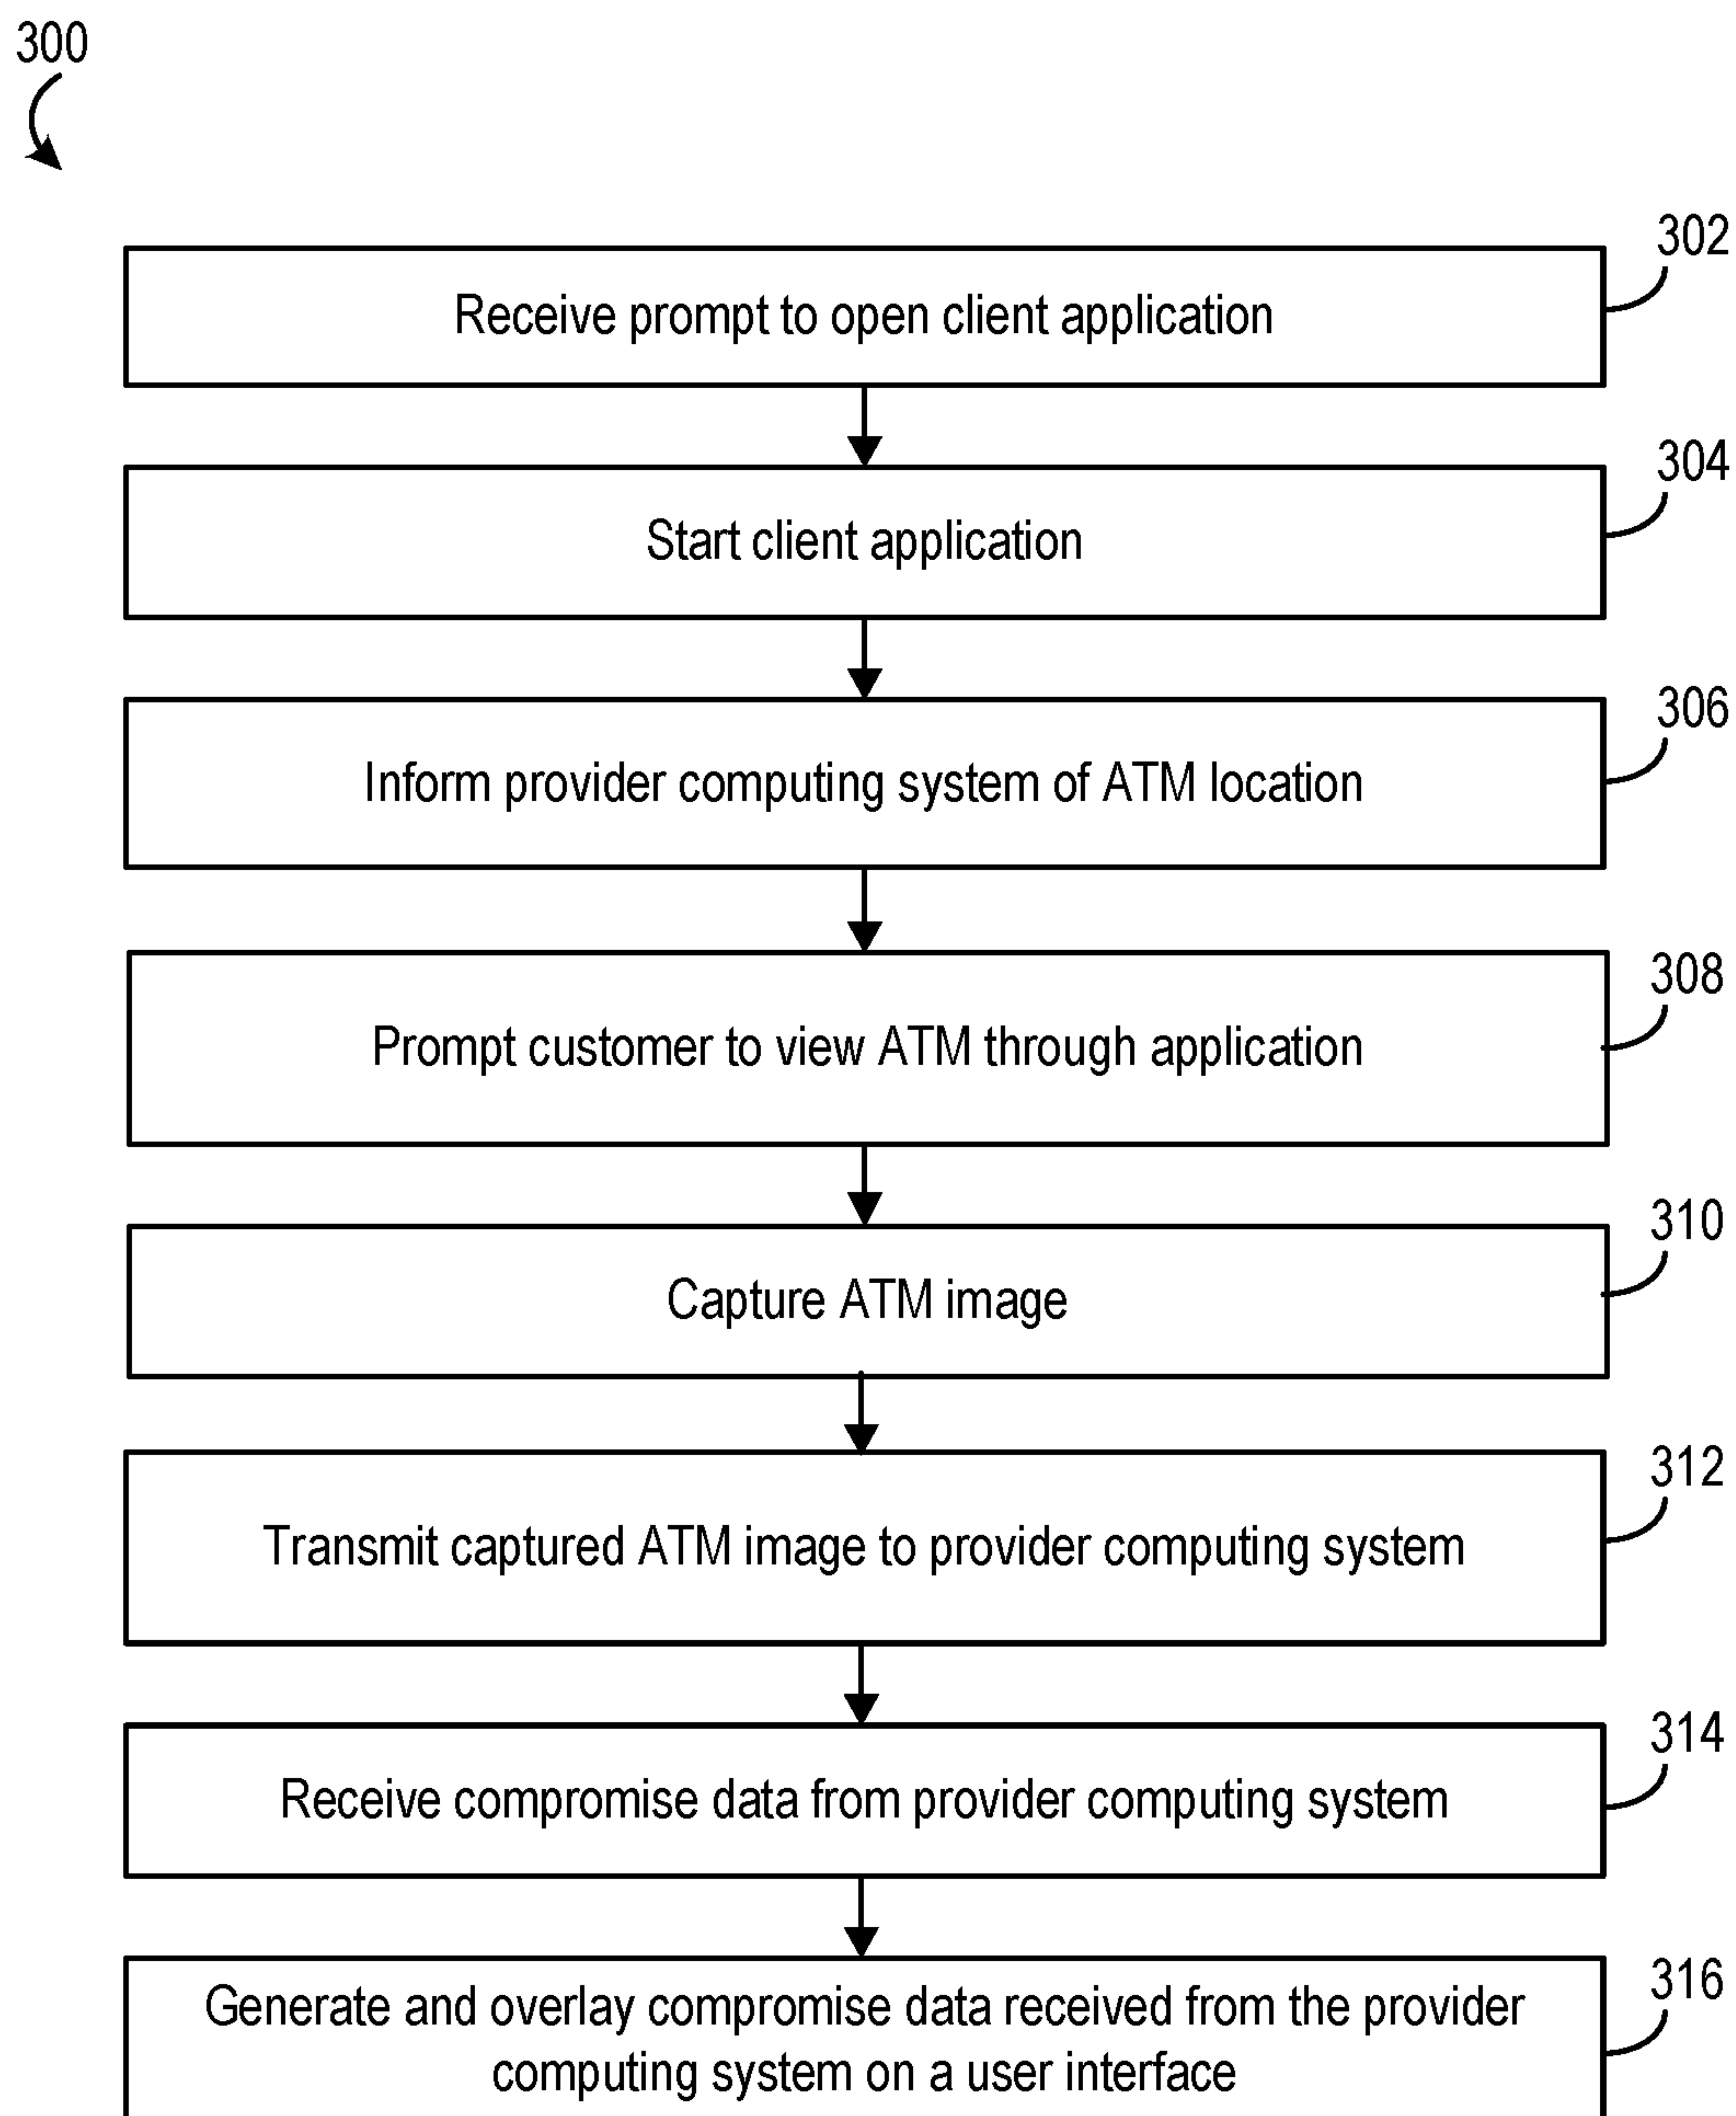 300
302
Receive prompt to open client application
304
Start client application
306
Inform provider computing system of ATM location
308
Prompt customer to view ATM through application
310
Capture ATM image
312
Transmit captured ATM image to provider computing system
314
Receive compromise data from provider computing system
316
Generate and overlay compromise data received from the provider
computing system on a user interface